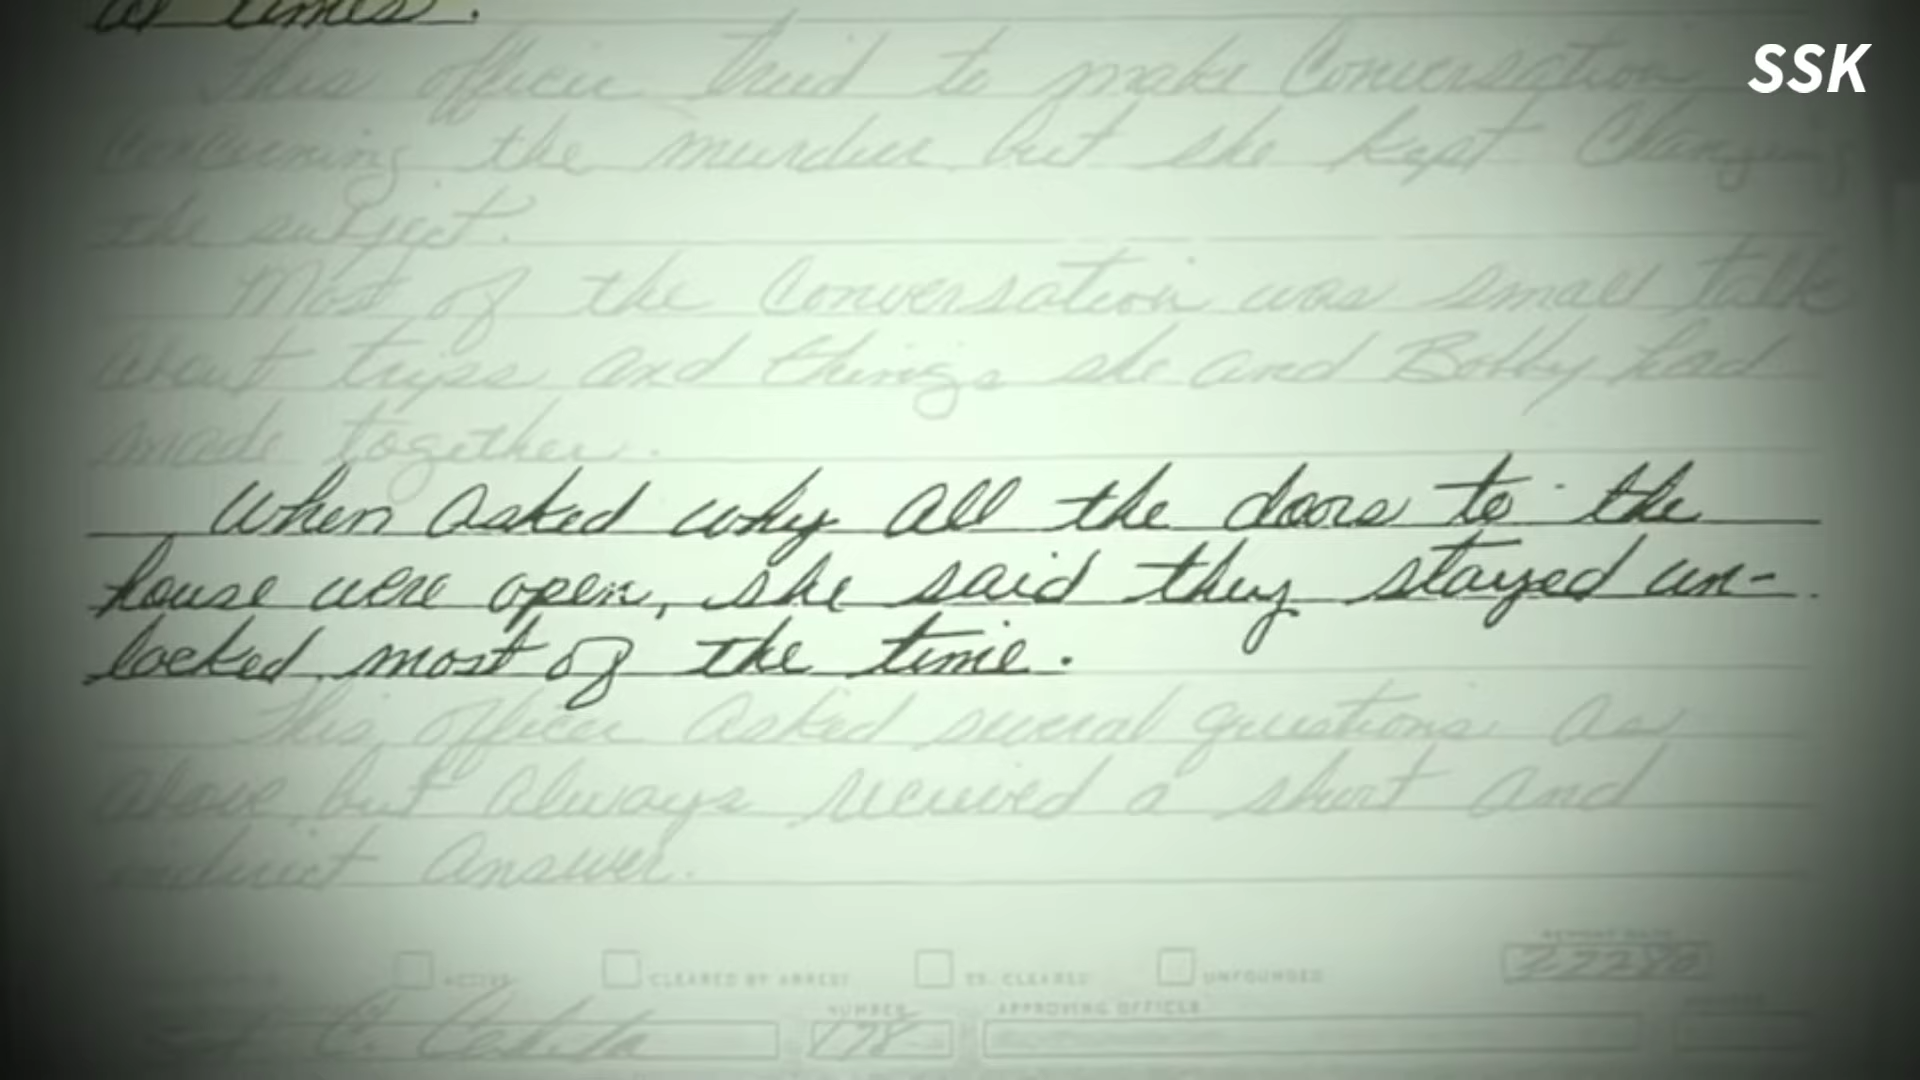 at times.
SSK
This officer tried to make Conversation
concerning the murder but she kept Changing
the subject.
Most of the Conversation was small talk
about trips and things she and Bobby had
made together.
When asked why all the doors to the
house were open, she said they stayed un-
locked most of the time.
This officer asked several questions as
above, but always received a short and
indirect answer.
ACTIVE CLEARED BY ARREST EX. CLEARED UNFOUNDED
NUMBER APPROVING OFFICER
178